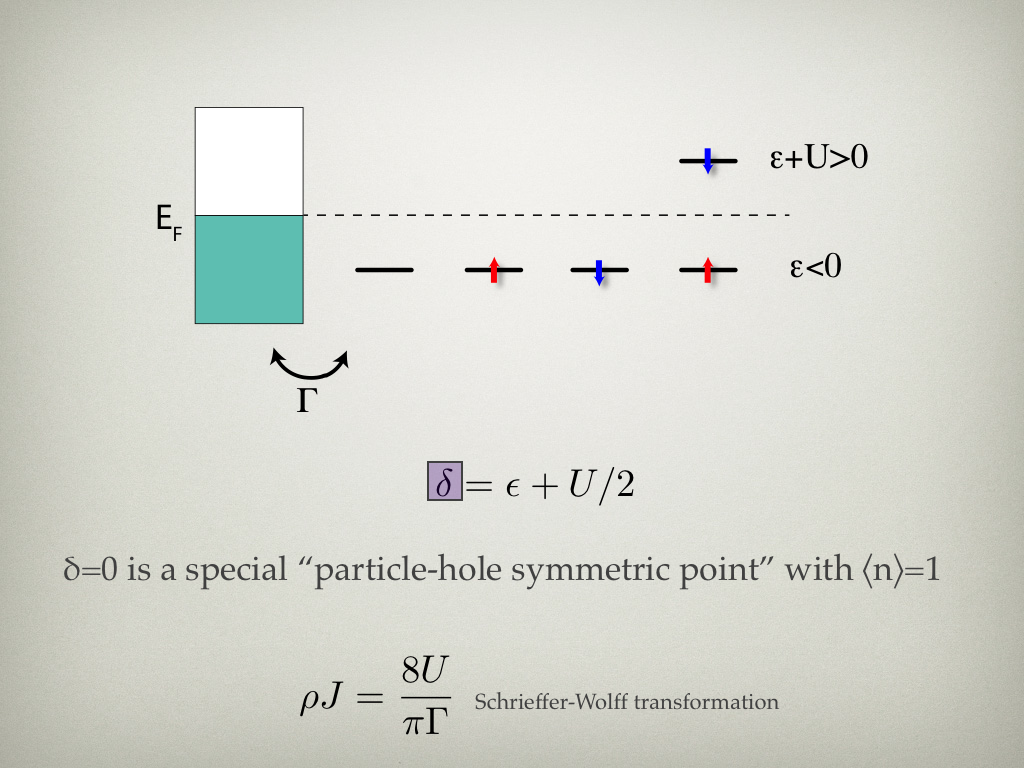 ε+U>0
E_F
ε<0
Γ
δ = ϵ + U/2
δ=0 is a special “particle-hole symmetric point” with ⟨n⟩=1
ρJ = 8U/πΓ Schrieffer-Wolff transformation